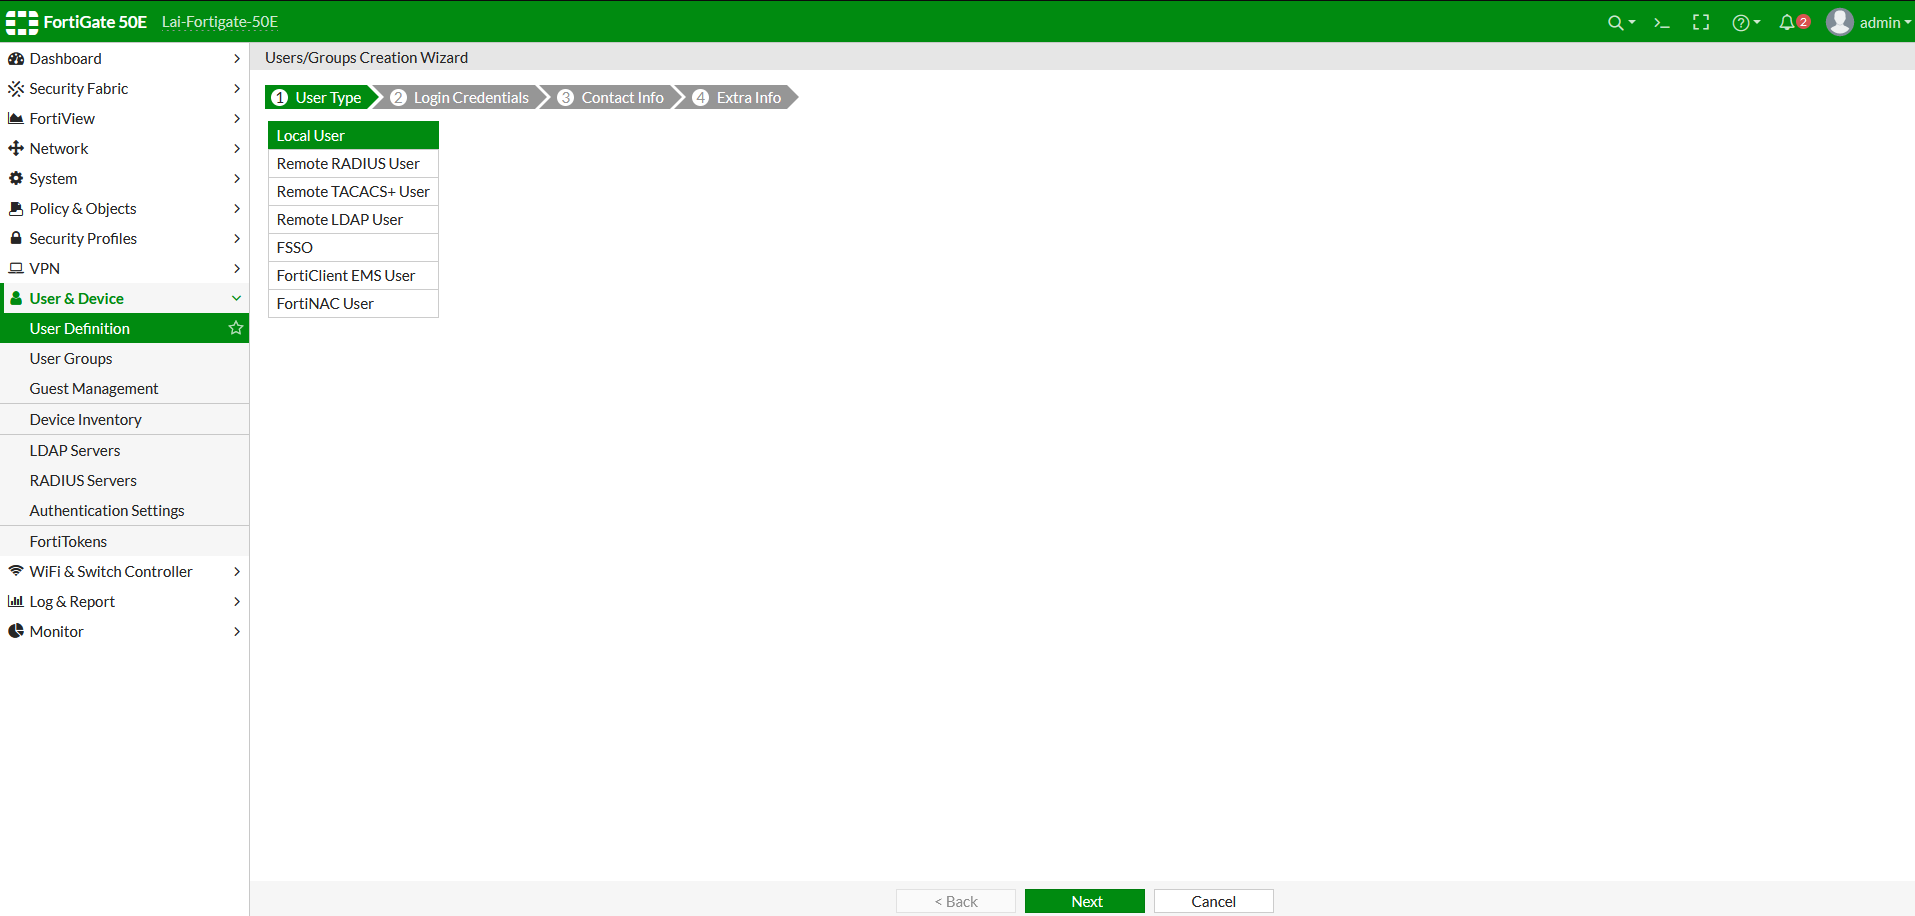 FortiGate 50E Lai-Fortigate-50E 2 admin
Dashboard
Security Fabric
FortiView
Network
System
Policy & Objects
Security Profiles
VPN
User & Device
User Definition
User Groups
Guest Management
Device Inventory
LDAP Servers
RADIUS Servers
Authentication Settings
FortiTokens
WiFi & Switch Controller
Log & Report
Monitor
Users/Groups Creation Wizard
1 User Type 2 Login Credentials 3 Contact Info 4 Extra Info
Local User
Remote RADIUS User
Remote TACACS+ User
Remote LDAP User
FSSO
FortiClient EMS User
FortiNAC User
< Back Next Cancel